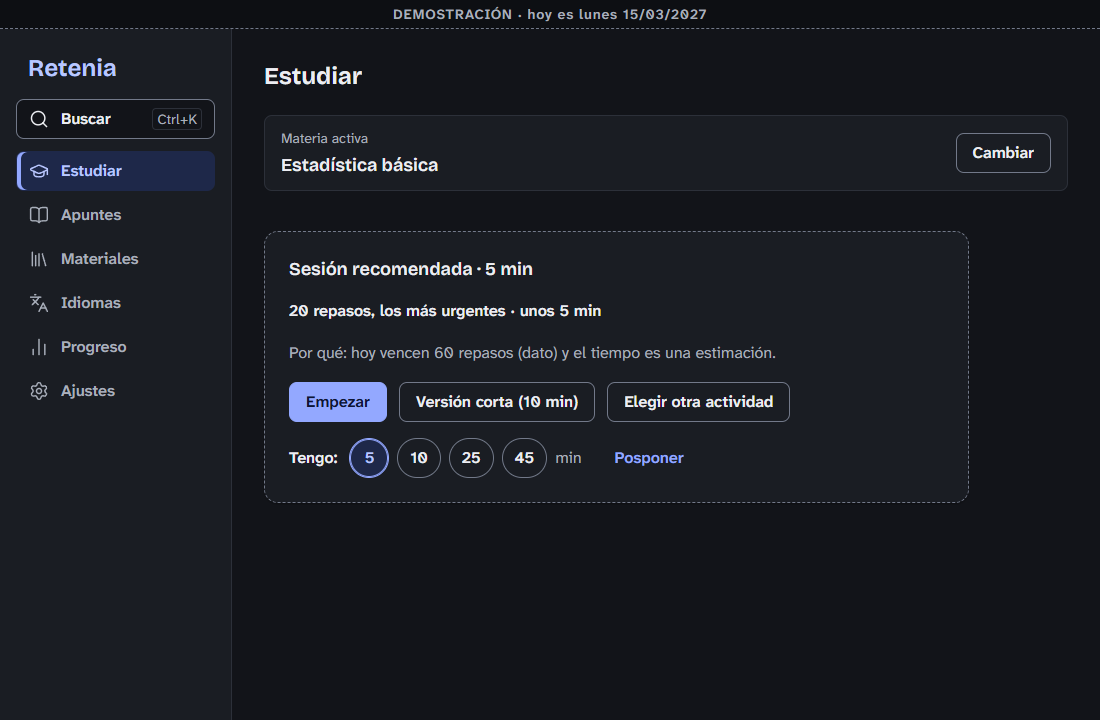 DEMOSTRACIÓN · hoy es lunes 15/03/2027
Retenia
Buscar Ctrl+K
Estudiar
Apuntes
Materiales
Idiomas
Progreso
Ajustes
Estudiar
Materia activa
Estadística básica
Cambiar
Sesión recomendada · 5 min
20 repasos, los más urgentes · unos 5 min
Por qué: hoy vencen 60 repasos (dato) y el tiempo es una estimación.
Empezar Versión corta (10 min) Elegir otra actividad
Tengo: 5 10 25 45 min Posponer